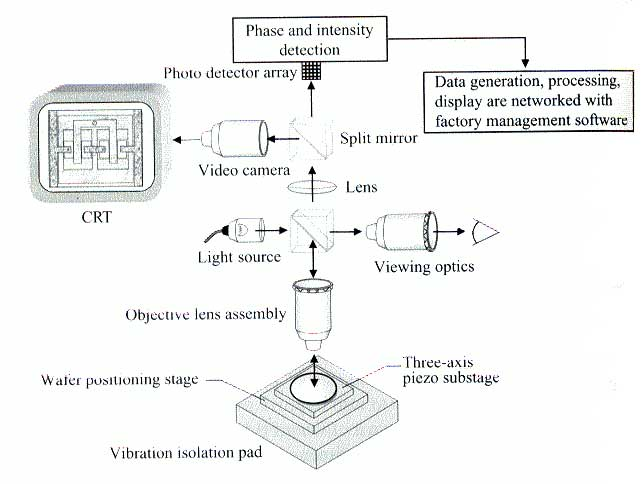 Phase and intensity
detection
Photo detector array
Data generation, processing,
display are networked with
factory management software
Split mirror
Video camera
CRT
Lens
Light source
Viewing optics
Objective lens assembly
Three-axis
piezo substage
Wafer positioning stage
Vibration isolation pad